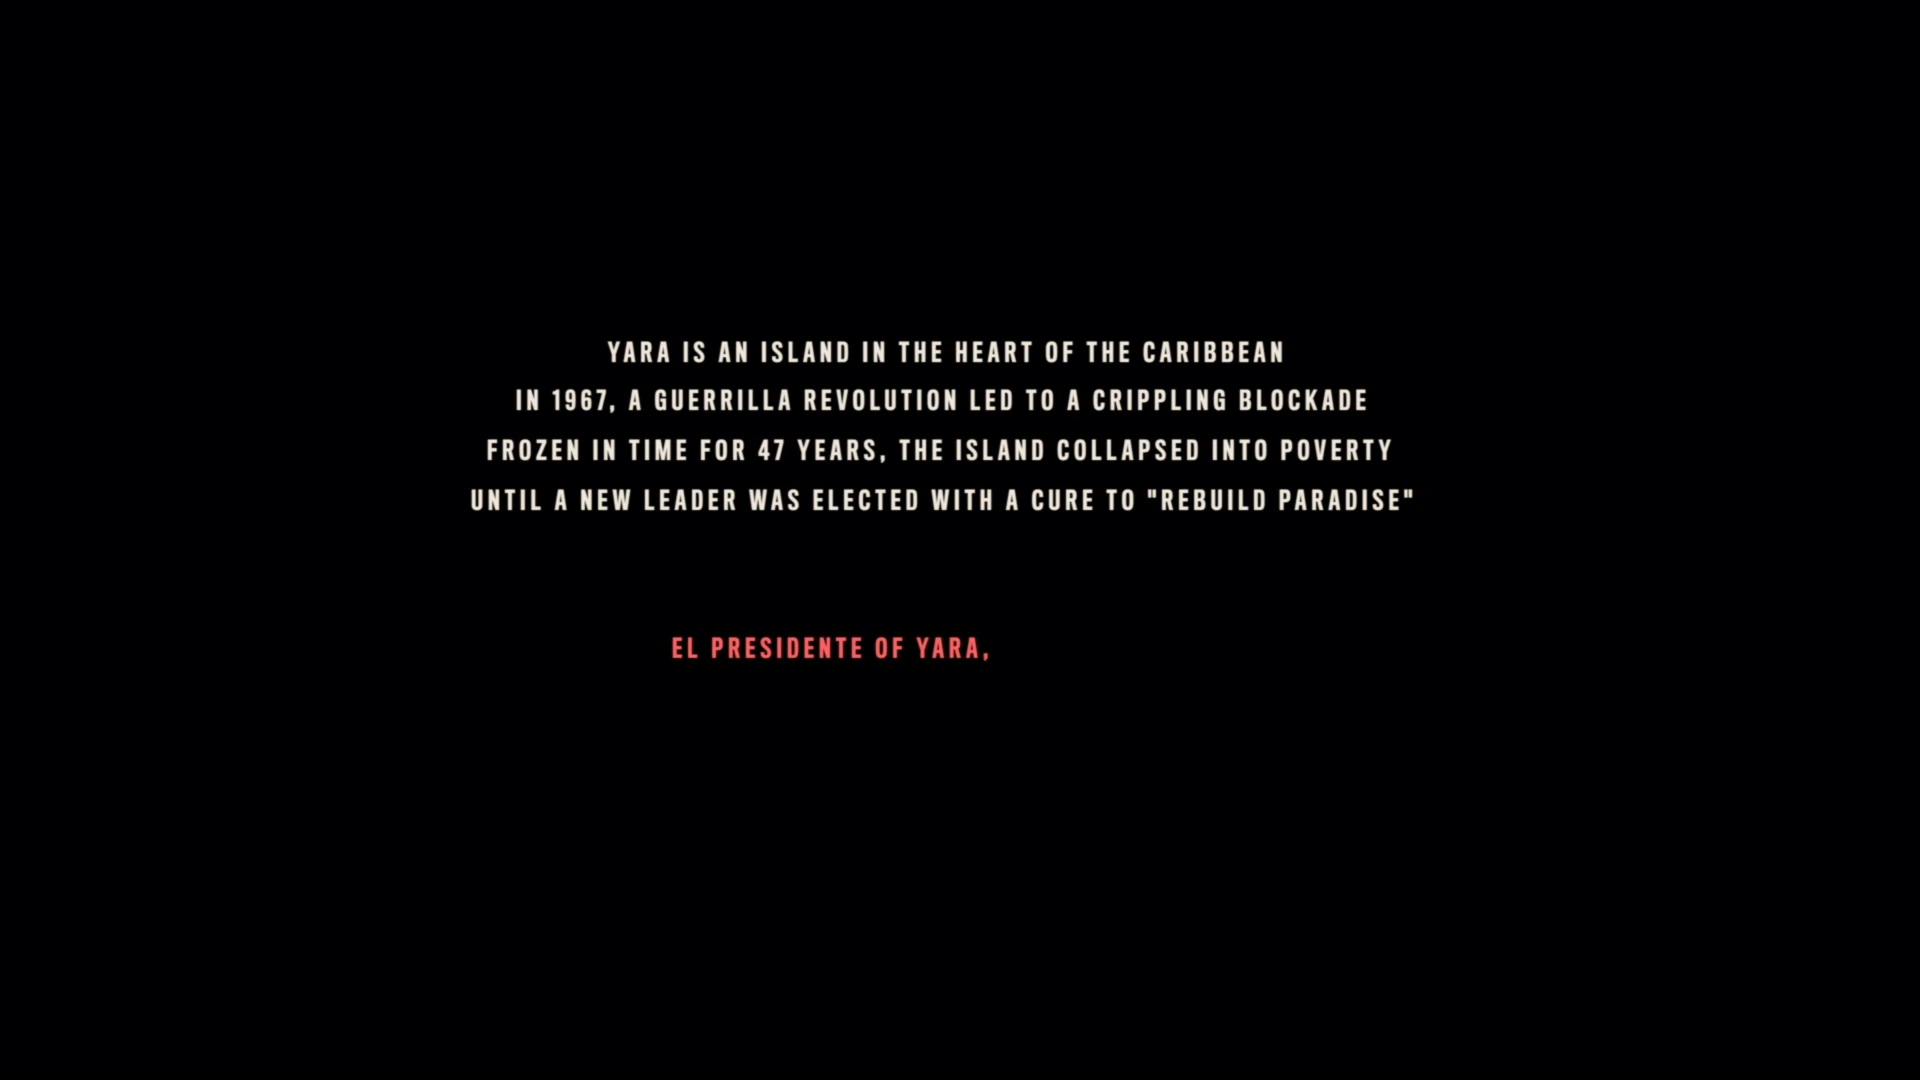 YARA IS AN ISLAND IN THE HEART OF THE CARIBBEAN
IN 1967, A GUERRILLA REVOLUTION LED TO A CRIPPLING BLOCKADE
FROZEN IN TIME FOR 47 YEARS, THE ISLAND COLLAPSED INTO POVERTY
UNTIL A NEW LEADER WAS ELECTED WITH A CURE TO "REBUILD PARADISE"
EL PRESIDENTE OF YARA,